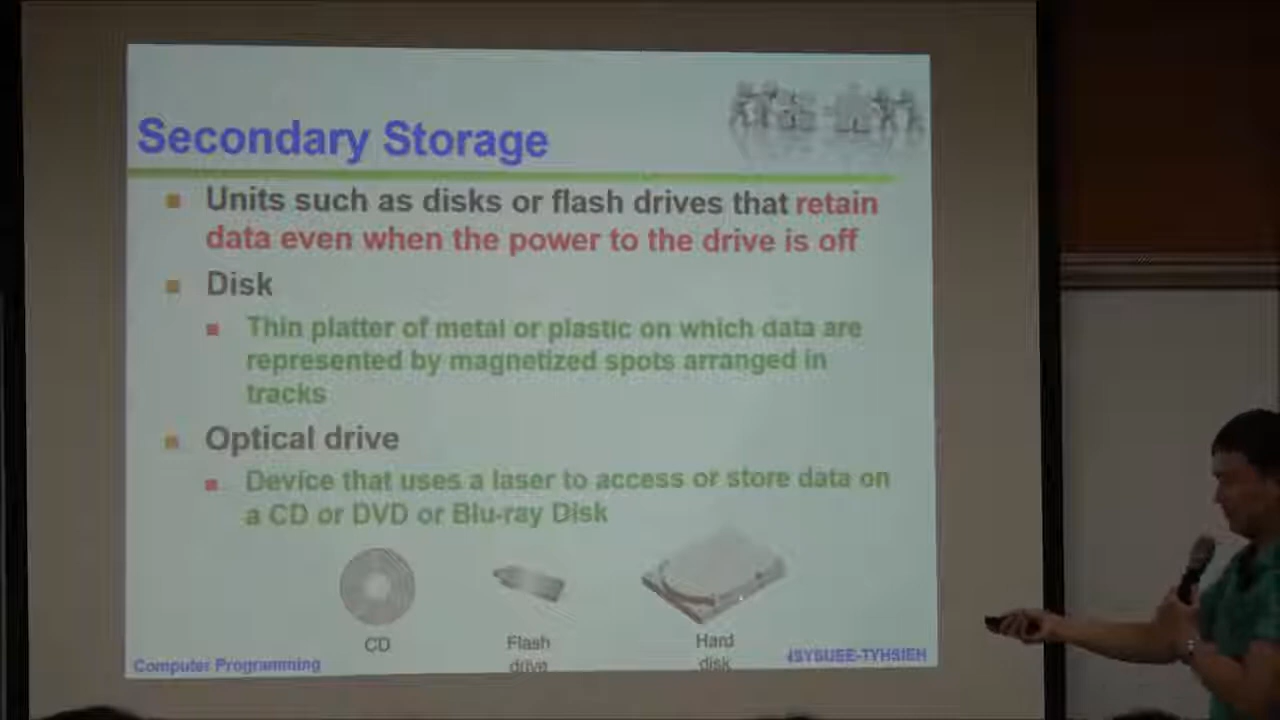 Secondary Storage
Units such as disks or flash drives that retain
data even when the power to the drive is off
Disk
Thin platter of metal or plastic on which data are
represented by magnetized spots arranged in
tracks
Optical drive
Device that uses a laser to access or store data on
a CD or DVD or Blu-ray Disk
CD
Flash
drive
Hard
disk
Computer Programming